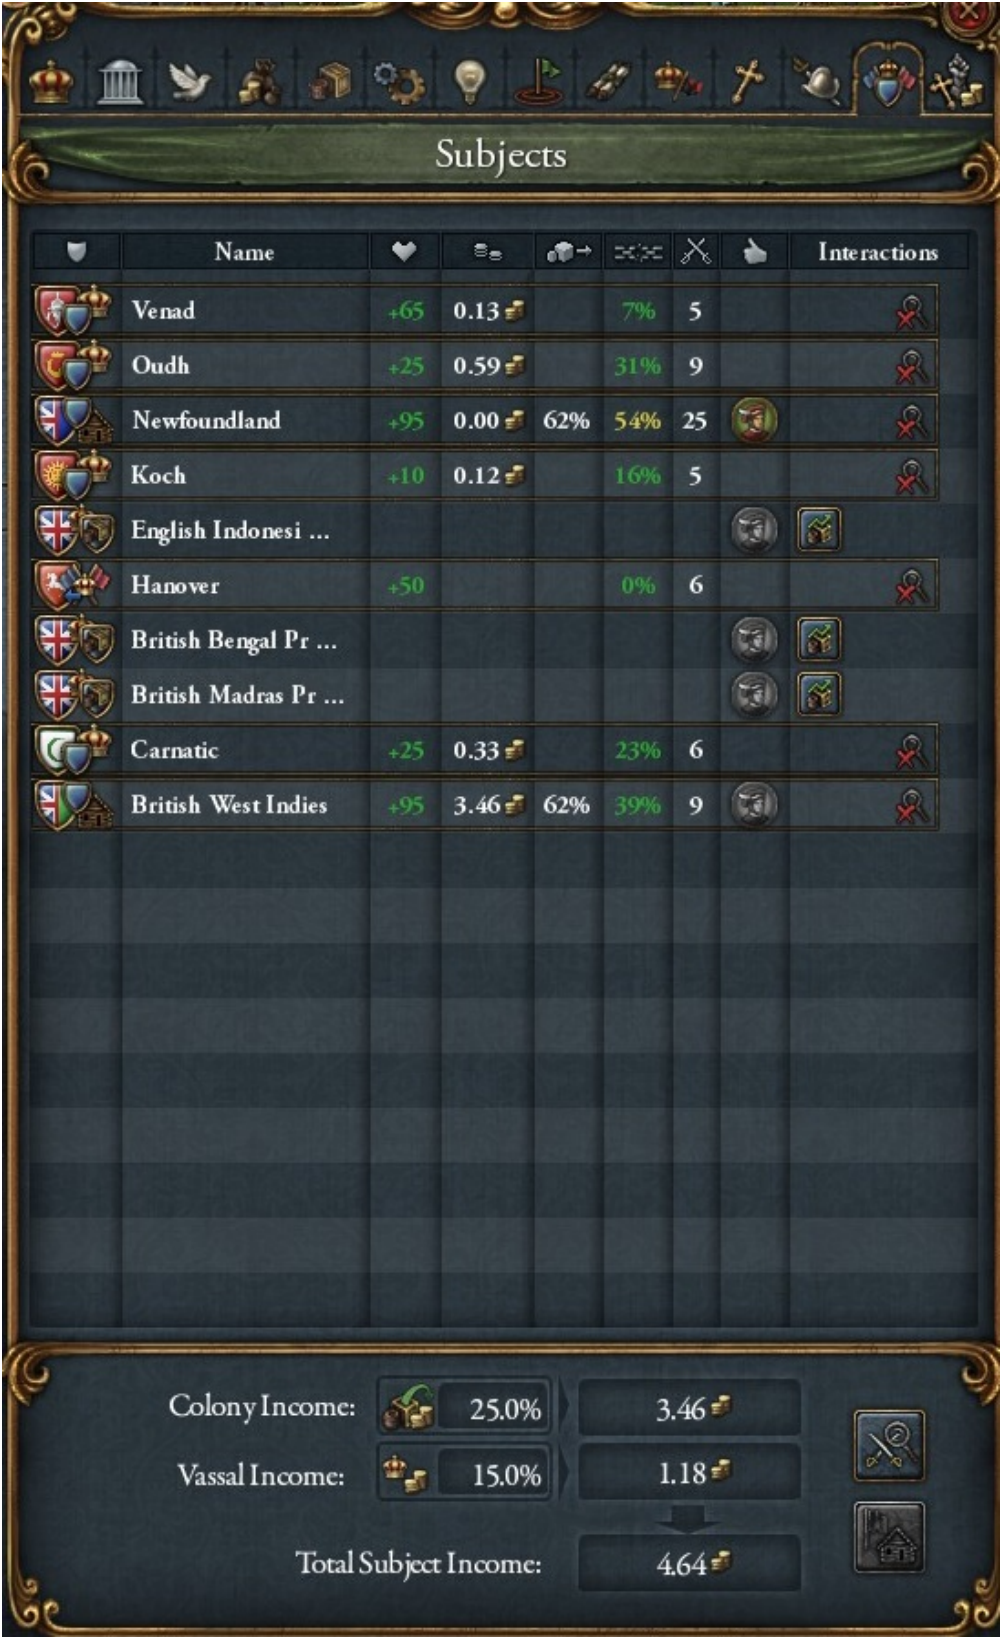 Subjects
Name Interactions
Venad +65 0.13 7% 5
Oudh +25 0.59 31% 9
Newfoundland +95 0.00 62% 54% 25
Koch +10 0.12 16% 5
English Indonesi ...
Hanover +50 0% 6
British Bengal Pr ...
British Madras Pr ...
Carnatic +25 0.33 23% 6
British West Indies +95 3.46 62% 39% 9
Colony Income: 25.0% 3.46
Vassal Income: 15.0% 1.18
Total Subject Income: 4.64